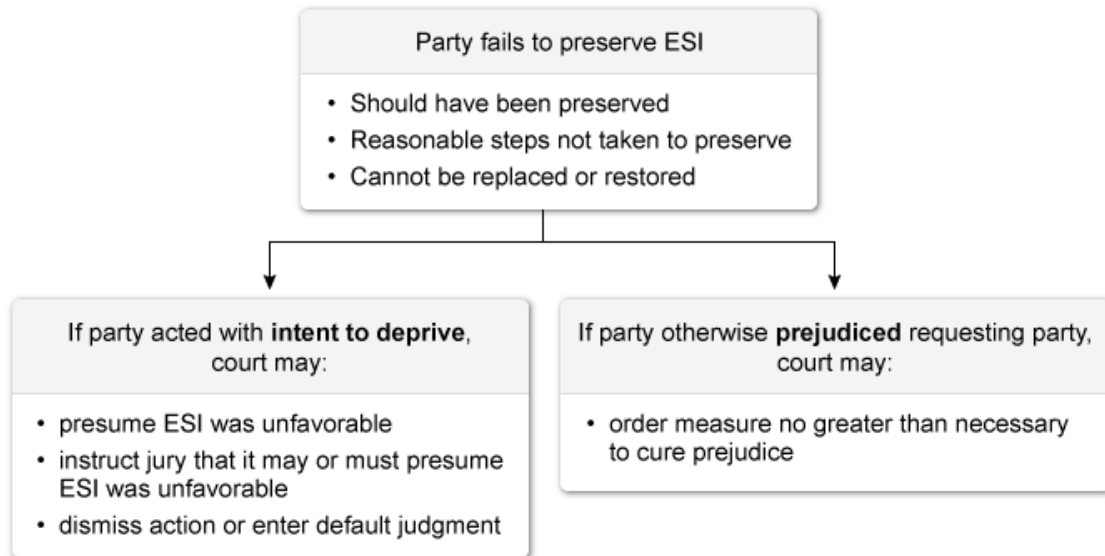 Party fails to preserve ESI
• Should have been preserved
• Reasonable steps not taken to preserve
• Cannot be replaced or restored
If party acted with intent to deprive,
court may:
• presume ESI was unfavorable
• instruct jury that it may or must presume
ESI was unfavorable
• dismiss action or enter default judgment
If party otherwise prejudiced requesting party,
court may:
• order measure no greater than necessary
to cure prejudice